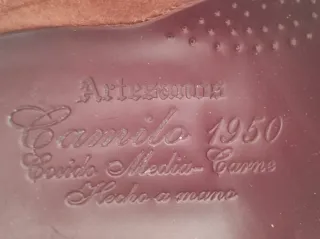 Artesanos
Camilo 1950
Cosido Media-Carne
Hecho a mano